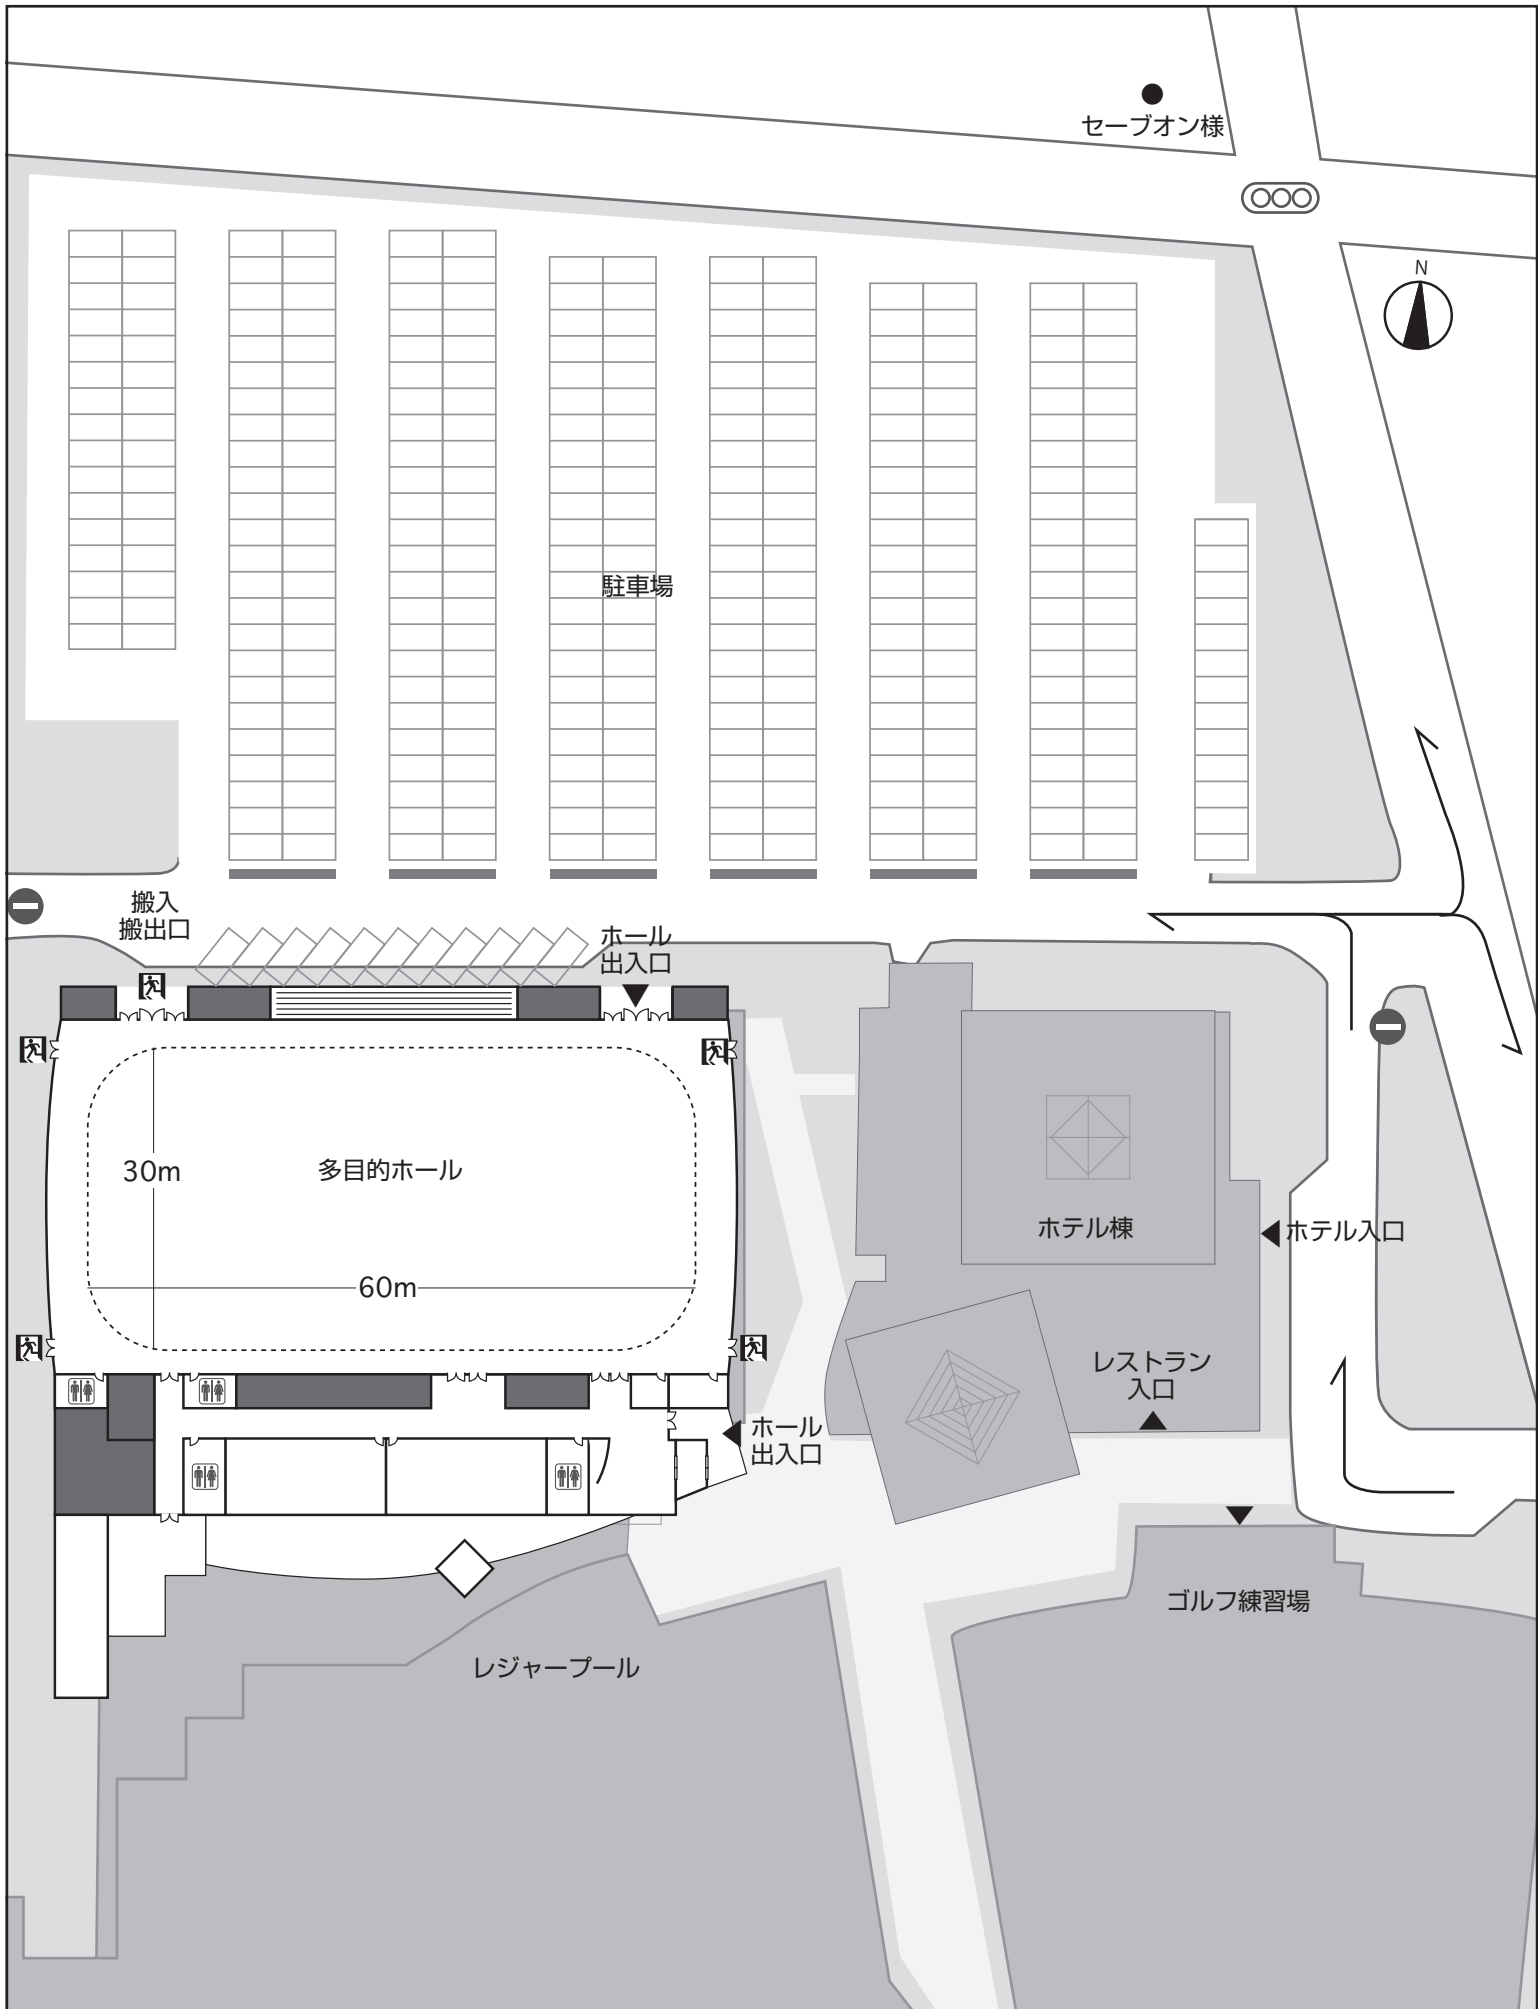 セーブオン様
N
駐車場
搬入
搬出口
ホール
出入口
30m
多目的ホール
60m
ホテル棟
ホテル入口
レストラン
入口
ホール
出入口
ゴルフ練習場
レジャープール